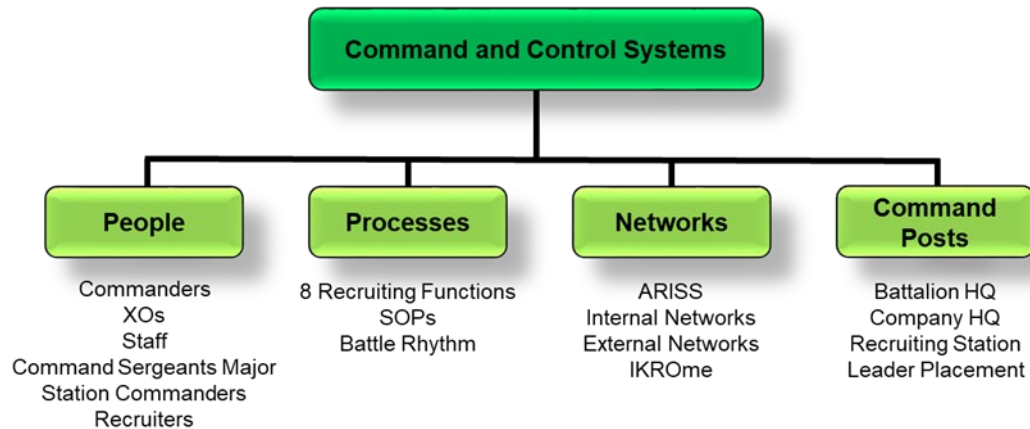 Command and Control Systems
People
Commanders
XOs
Staff
Command Sergeants Major
Station Commanders
Recruiters
Processes
8 Recruiting Functions
SOPs
Battle Rhythm
Networks
ARISS
Internal Networks
External Networks
IKROme
Command
Posts
Battalion HQ
Company HQ
Recruiting Station
Leader Placement